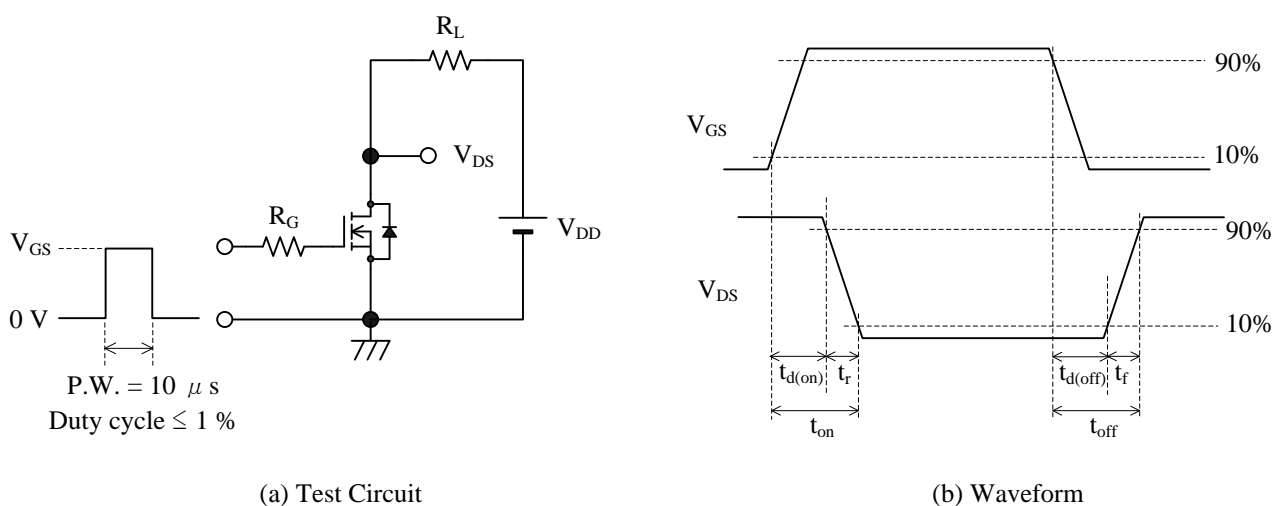 R_L
V_DS
R_G
V_DD
V_GS
0 V
P.W. = 10 μ s
Duty cycle ≤ 1 %
(a) Test Circuit
V_GS
90%
10%
V_DS
90%
10%
t_d(on) t_r t_d(off) t_f
t_on t_off
(b) Waveform